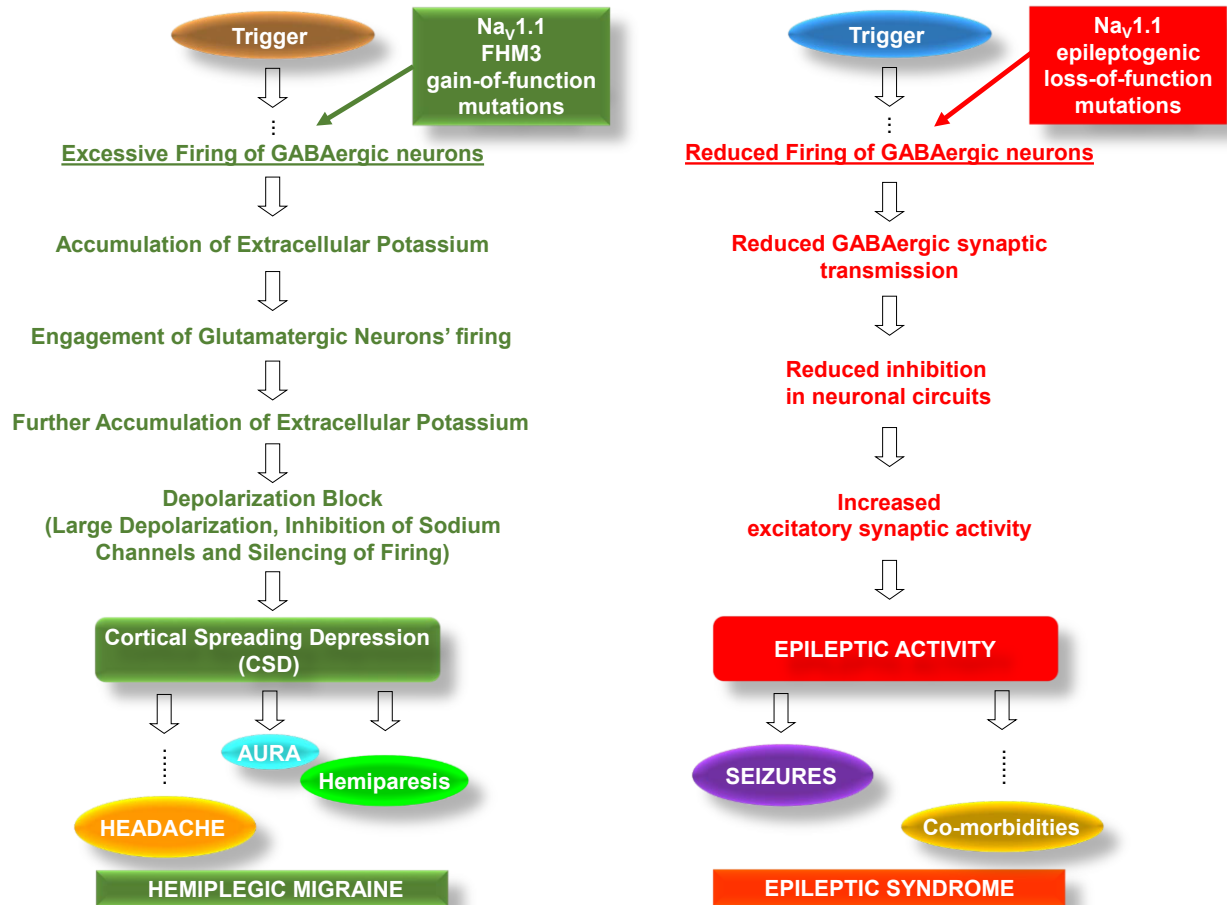 Trigger
NaV1.1
FHM3
gain-of-function
mutations
Excessive Firing of GABAergic neurons
Accumulation of Extracellular Potassium
Engagement of Glutamatergic Neurons’ firing
Further Accumulation of Extracellular Potassium
Depolarization Block
(Large Depolarization, Inhibition of Sodium
Channels and Silencing of Firing)
Cortical Spreading Depression
(CSD)
AURA
Hemiparesis
HEADACHE
HEMIPLEGIC MIGRAINE
Trigger
NaV1.1
epileptogenic
loss-of-function
mutations
Reduced Firing of GABAergic neurons
Reduced GABAergic synaptic
transmission
Reduced inhibition
in neuronal circuits
Increased
excitatory synaptic activity
EPILEPTIC ACTIVITY
SEIZURES
Co-morbidities
EPILEPTIC SYNDROME